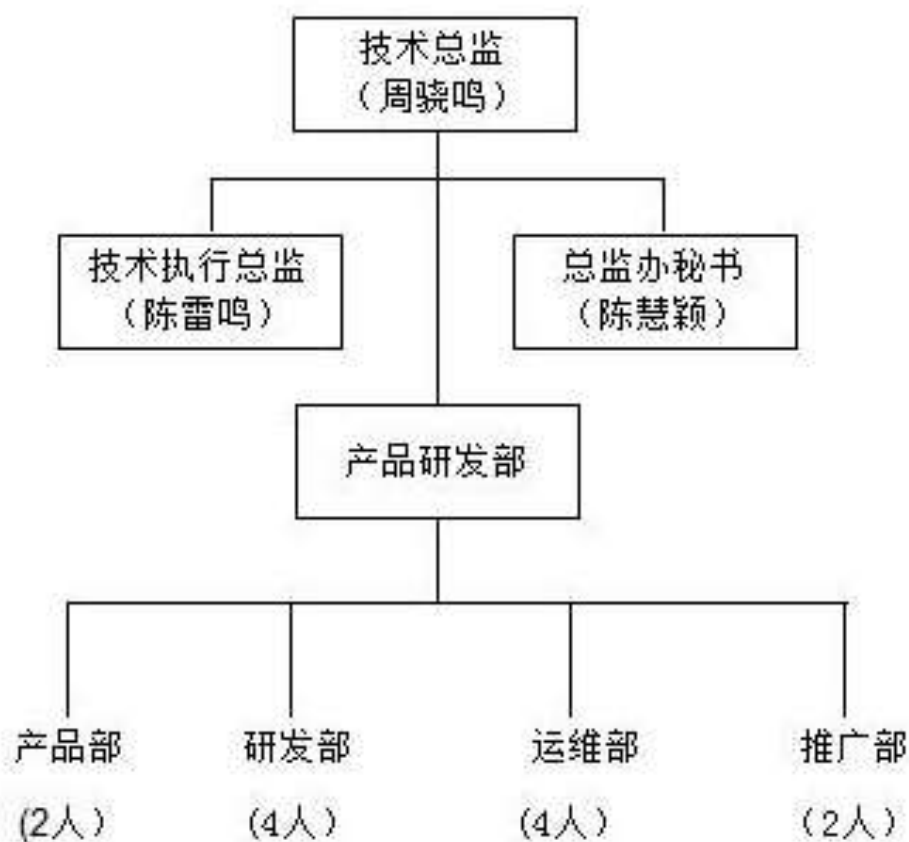 技术总监
（周骁鸣）
技术执行总监
（陈雷鸣）
总监办秘书
（陈慧颖）
产品研发部
产品部
研发部
运维部
推广部
(2人）
(4人）
(4人）
（2人）